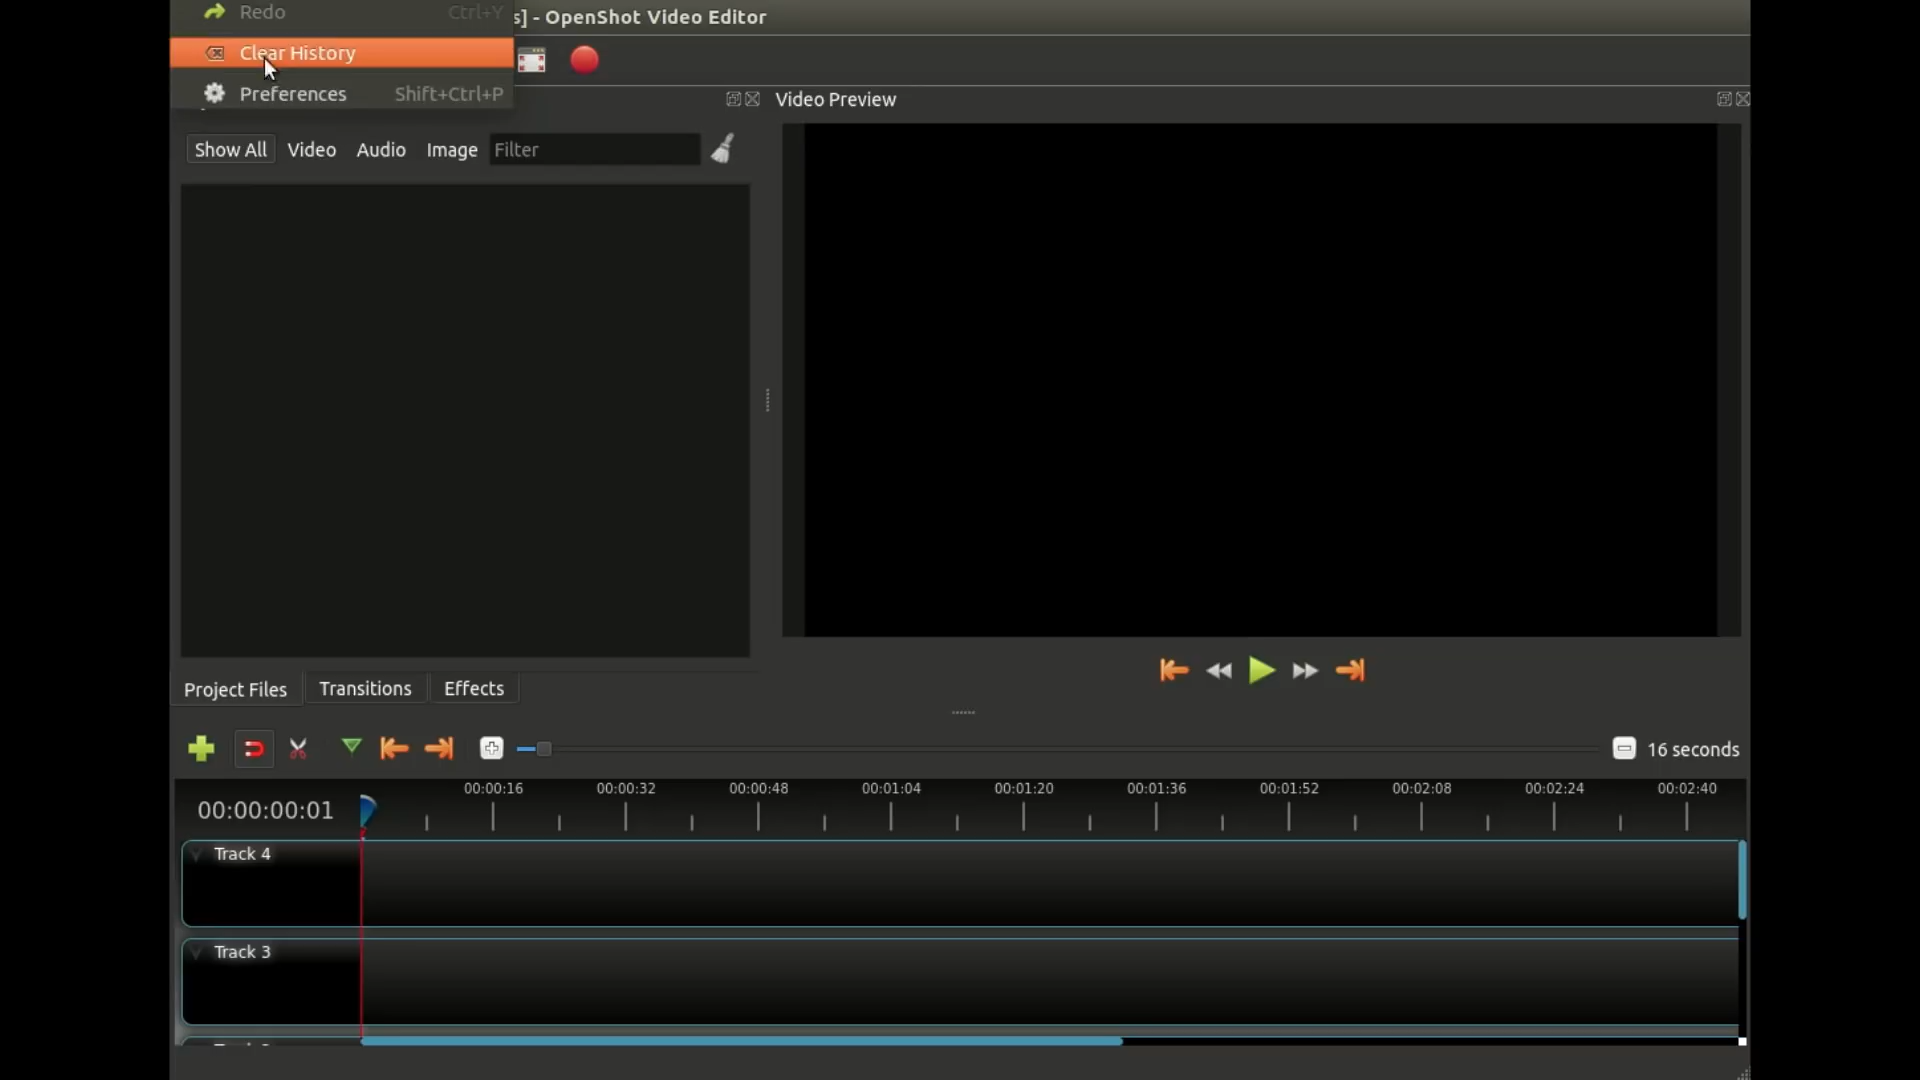 Redo Ctrl+Y
s] - OpenShot Video Editor
Clear History
Preferences Shift+Ctrl+P
Video Preview
Show All Video Audio Image Filter
Project Files Transitions Effects
16 seconds
00:00:00:01
00:00:16 00:00:32 00:00:48 00:01:04 00:01:20 00:01:36 00:01:52 00:02:08 00:02:24 00:02:40
Track 4
Track 3